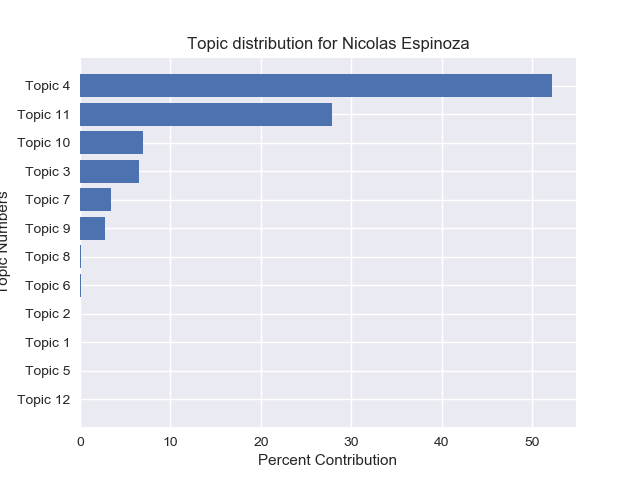 Topic distribution for Nicolas Espinoza
Topic 4
Topic 11
Topic 10
Topic 3
Topic 7
Topic 9
Topic 8
Topic 6
Topic 2
Topic 1
Topic 5
Topic 12
Topic Numbers
0 10 20 30 40 50
Percent Contribution